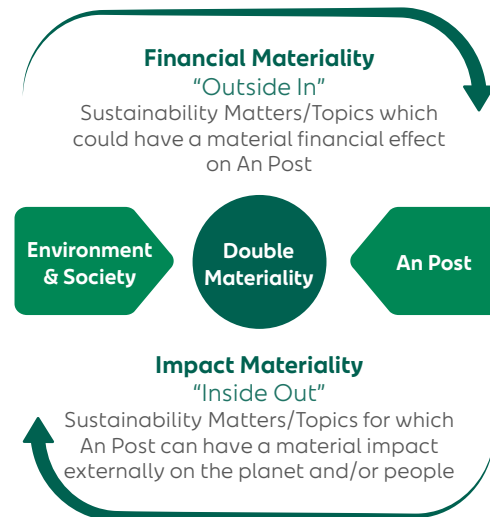 Financial Materiality
“Outside In”
Sustainability Matters/Topics which
could have a material financial effect
on An Post
Environment
& Society
Double
Materiality
An Post
Impact Materiality
“Inside Out”
Sustainability Matters/Topics for which
An Post can have a material impact
externally on the planet and/or people